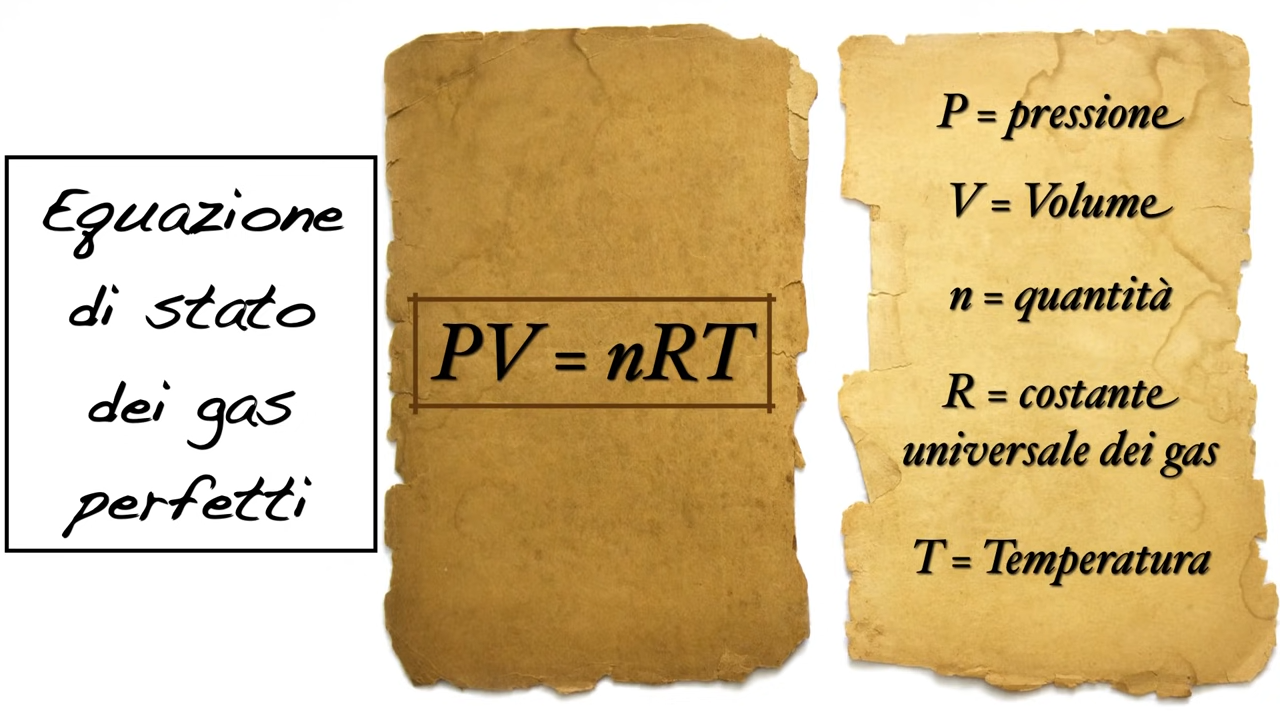 Equazione
di stato
dei gas
perfetti
PV = nRT
P = pressione
V = Volume
n = quantità
R = costante
universale dei gas
T = Temperatura